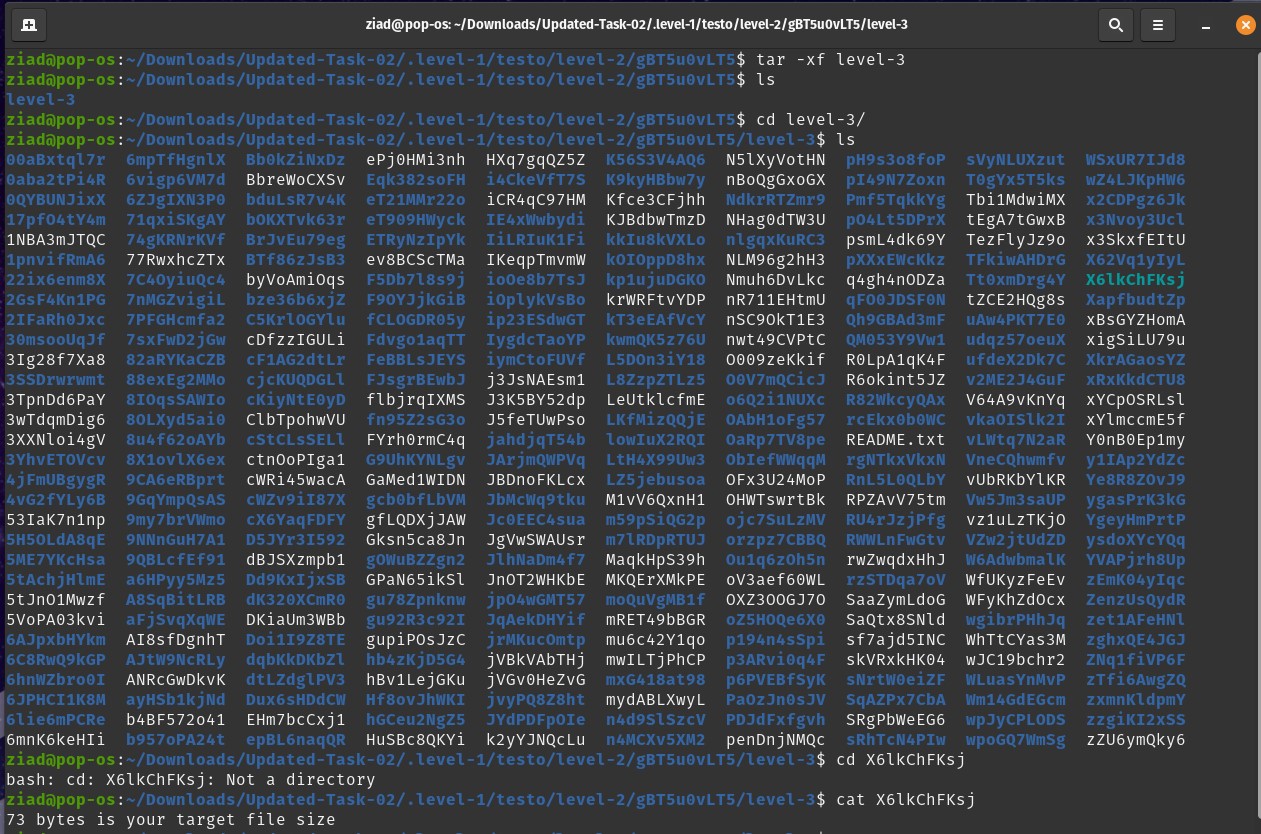 ziad@pop-os: ~/Downloads/Updated-Task-02/.level-1/testo/level-2/gBT5u0vLT5/level-3
ziad@pop-os:~/Downloads/Updated-Task-02/.level-1/testo/level-2/gBT5u0vLT5$ tar -xf level-3
ziad@pop-os:~/Downloads/Updated-Task-02/.level-1/testo/level-2/gBT5u0vLT5$ ls
level-3
ziad@pop-os:~/Downloads/Updated-Task-02/.level-1/testo/level-2/gBT5u0vLT5$ cd level-3/
ziad@pop-os:~/Downloads/Updated-Task-02/.level-1/testo/level-2/gBT5u0vLT5/level-3$ ls
00aBxtql7r 6mpTfHgnlX Bb0kZiNxDz ePj0HMi3nh HXq7gqQZ5Z K56S3V4AQ6 N5lXyVotHN pH9s3o8foP sVyNLUXzut WSxUR7IJd8
0aba2tPi4R 6vigp6VM7d BbreWoCXSv Eqk382soFH i4CkeVfT7S K9kyHBbw7y nBoQgGxoGX pI49N7Zoxn T0gYx5T5ks wZ4LJKpHW6
0QYBUNJixX 6ZJgIXN3P0 bduLsR7v4K eT21MMr22o iCR4qC97HM Kfce3CFjhh NdkrRTZmr9 Pmf5TqkkYg Tbi1MdwiMX x2CDPgz6Jk
17pfO4tY4m 71qxiSKgAY bOKXTvk63r eT909HWyck IE4xWwbydi KJBdbwTmzD NHag0dTW3U pO4Lt5DPrX tEgA7tGwxB x3Nvoy3Ucl
1NBA3mJTQC 74gKRNrKVf BrJvEu79eg ETRyNzIpYk IiLRIuK1Fi kkIu8kVXLo nlgqxKuRC3 psmL4dk69Y TezFlyJz9o x3SkxfEItU
1pnvifRmA6 77RwxhcZTx BTf86zJsB3 ev8BCScTMa IKeqpTmvmW kOIOppD8hx NLM96g2hH3 pXXxEWcKkz TFkiwAHDrG X62Vq1yIyL
22ix6enm8X 7C4OyiuQc4 byVoAmiOqs F5Db7l8s9j ioOe8b7TsJ kp1ujuDGKO Nmuh6DvLkc q4gh4nODZa Tt0xmDrg4Y X6lkChFKsj
2GsF4Kn1PG 7nMGZvigiL bze36b6xjZ F9OYJjkGiB iOplykVsBo krWRFtvYDP nR711EHtmU qFO0JDSF0N tZCE2HQg8s XapfbudtZp
2IFaRh0Jxc 7PFGHcmfa2 C5KrlOGYlu fCLOGDR05y ip23ESdwGT kT3eEAfVcY nSC9OkT1E3 Qh9GBAd3mF uAw4PKT7E0 xBsGYZHomA
30msooUqJf 7sxFwD2jGw cDfzzIGULi Fdvgo1aqTT IygdcTaoYP kwmQK5z76U nwt49CVPtC QM053Y9Vw1 udqz57oeuX xigSiLU79u
3Ig28f7Xa8 82aRYKaCZB cF1AG2dtLr FeBBLsJEYS iymCtoFUVf L5DOn3iY18 O009zeKkif R0LpA1qK4F ufdeX2Dk7C XkrAGaosYZ
3SSDrwrwmt 88exEg2MMo cjcKUQDGLl FJsgrBEwbJ j3JsNAEsm1 L8ZzpZTLz5 O0V7mQCicJ R6okint5JZ v2ME2J4GuF xRxKkdCTU8
3TpnDd6PaY 8IOqsSAWIo cKiyNtE0yD flbjrqIXMS J3K5BY52dp LeUtklcfmE o6Q2i1NUXc R82WkcyQAx V64A9vKnYq xYCpOSRLsl
3wTdqmDig6 8OLXyd5ai0 ClbTpohwVU fn95Z2sG3o J5feTUwPso LKfMizQQjE OAbH1oFg57 rcEkx0b0WC vkaOISlk2I xYlmccmE5f
3XXNloi4gV 8u4f62oAYb cStCLsSELl FYrh0rmC4q jahdjqT54b lowIuX2RQI OaRp7TV8pe README.txt vLWtq7N2aR Y0nB0Ep1my
3YhvETOVcv 8X1ovlX6ex ctnOoPIga1 G9UhKYNLgv JArjmQWPVq LtH4X99Uw3 ObIefWWqqM rgNTkxVkxN VneCQhwmfv y1IAp2YdZc
4jFmUBgygR 9CA6eRBprt cWRi45wacA GaMed1WIDN JBDnoFKLcx LZ5jebusoa OFx3U24MoP RnL5L0QLbY vUbRKbYlKR Ye8R8ZOvJ9
4vG2fYLy6B 9GqYmpQsAS cWZv9iI87X gcb0bfLbVM JbMcWq9tku M1vV6QxnH1 OHWTswrtBk RPZAvV75tm Vw5Jm3saUP ygasPrK3kG
53IaK7n1np 9my7brVWmo cX6YaqFDFY gfLQDXjJAW Jc0EEC4sua m59pSiQG2p ojc7SuLzMV RU4rJzjPfg vz1uLzTKjO YgeyHmPrtP
5H5OLdA8qE 9NNnGuH7A1 D5JYr3I592 Gksn5ca8Jn JgVwSWAUsr m7lRDpRTUJ orzpz7CBBQ RWWLnFwGtv VZw2jtUdZD ysdoXYcYQq
5ME7YKcHsa 9QBLcfEf91 dBJSXzmpb1 gOWuBZZgn2 JlhNaDm4f7 MaqkHpS39h Ou1q6zOh5n rwZwqdxHhJ W6AdwbmalK YVAPjrh8Up
5tAchjHlmE a6HPyy5Mz5 Dd9KxIjxSB GPaN65ikSl JnOT2WHKbE MKQErXMkPE oV3aef60WL rzSTDqa7oV WfUKyzFeEv zEmK04yIqc
5tJnO1Mwzf A8SqBitLRB dK320XCmR0 gu78Zpnknw jpO4wGMT57 moQuVgMB1f OXZ3OOGJ7O SaaZymLdoG WFyKhZdOcx ZenzUsQydR
5VoPA03kvi aFjSvqXqWE DKiaUm3WBb gu92R3c92I JqAekDHYif mRET49bBGR oZ5HOQe6X0 SaQtx8SNld wgibrPHhJq zet1AFeHNl
6AJpxbHYkm AI8sfDgnhT Doi1I9Z8TE gupiPOsJzC jrMKucOmtp mu6c42Y1qo p194n4sSpi sf7ajd5INC WhTtCYas3M zghxQE4JGJ
6C8RwQ9kGP AJtW9NcRLy dqbKkDKbZl hb4zKjD5G4 jVBkVAbTHj mwILTjPhCP p3ARvi0q4F skVRxkHK04 wJC19bchr2 ZNq1fiVP6F
6hnWZbro0I ANRcGwDkvK dtLZdglPV3 hBv1LejGKu jVGv0HeZvG mxG418at98 p6PVEBfSyK sNrtW0eiZF WLuasYnMvP zTfi6AwgZQ
6JPHCI1K8M ayHSb1kjNd Dux6sHDdCW Hf8ovJhWKI jvyPQ8Z8ht mydABLXwyL PaOzJn0sJV SqAZPx7CbA Wm14GdEGcm zxmnKldpmY
6lie6mPCRe b4BF572o41 EHm7bcCxj1 hGCeu2NgZ5 JYdPDFpOIe n4d9SlSzcV PDJdFxfgvh SRgPbWeEG6 wpJyCPLODS zzgiKI2xSS
6mnK6keHIi b957oPA24t epBL6naqQR HuSBc8QKYi k2yYJNQcLu n4MCXv5XM2 penDnjNMQc sRhTcN4PIw wpoGQ7WmSg zZU6ymQky6
ziad@pop-os:~/Downloads/Updated-Task-02/.level-1/testo/level-2/gBT5u0vLT5/level-3$ cd X6lkChFKsj
bash: cd: X6lkChFKsj: Not a directory
ziad@pop-os:~/Downloads/Updated-Task-02/.level-1/testo/level-2/gBT5u0vLT5/level-3$ cat X6lkChFKsj
73 bytes is your target file size